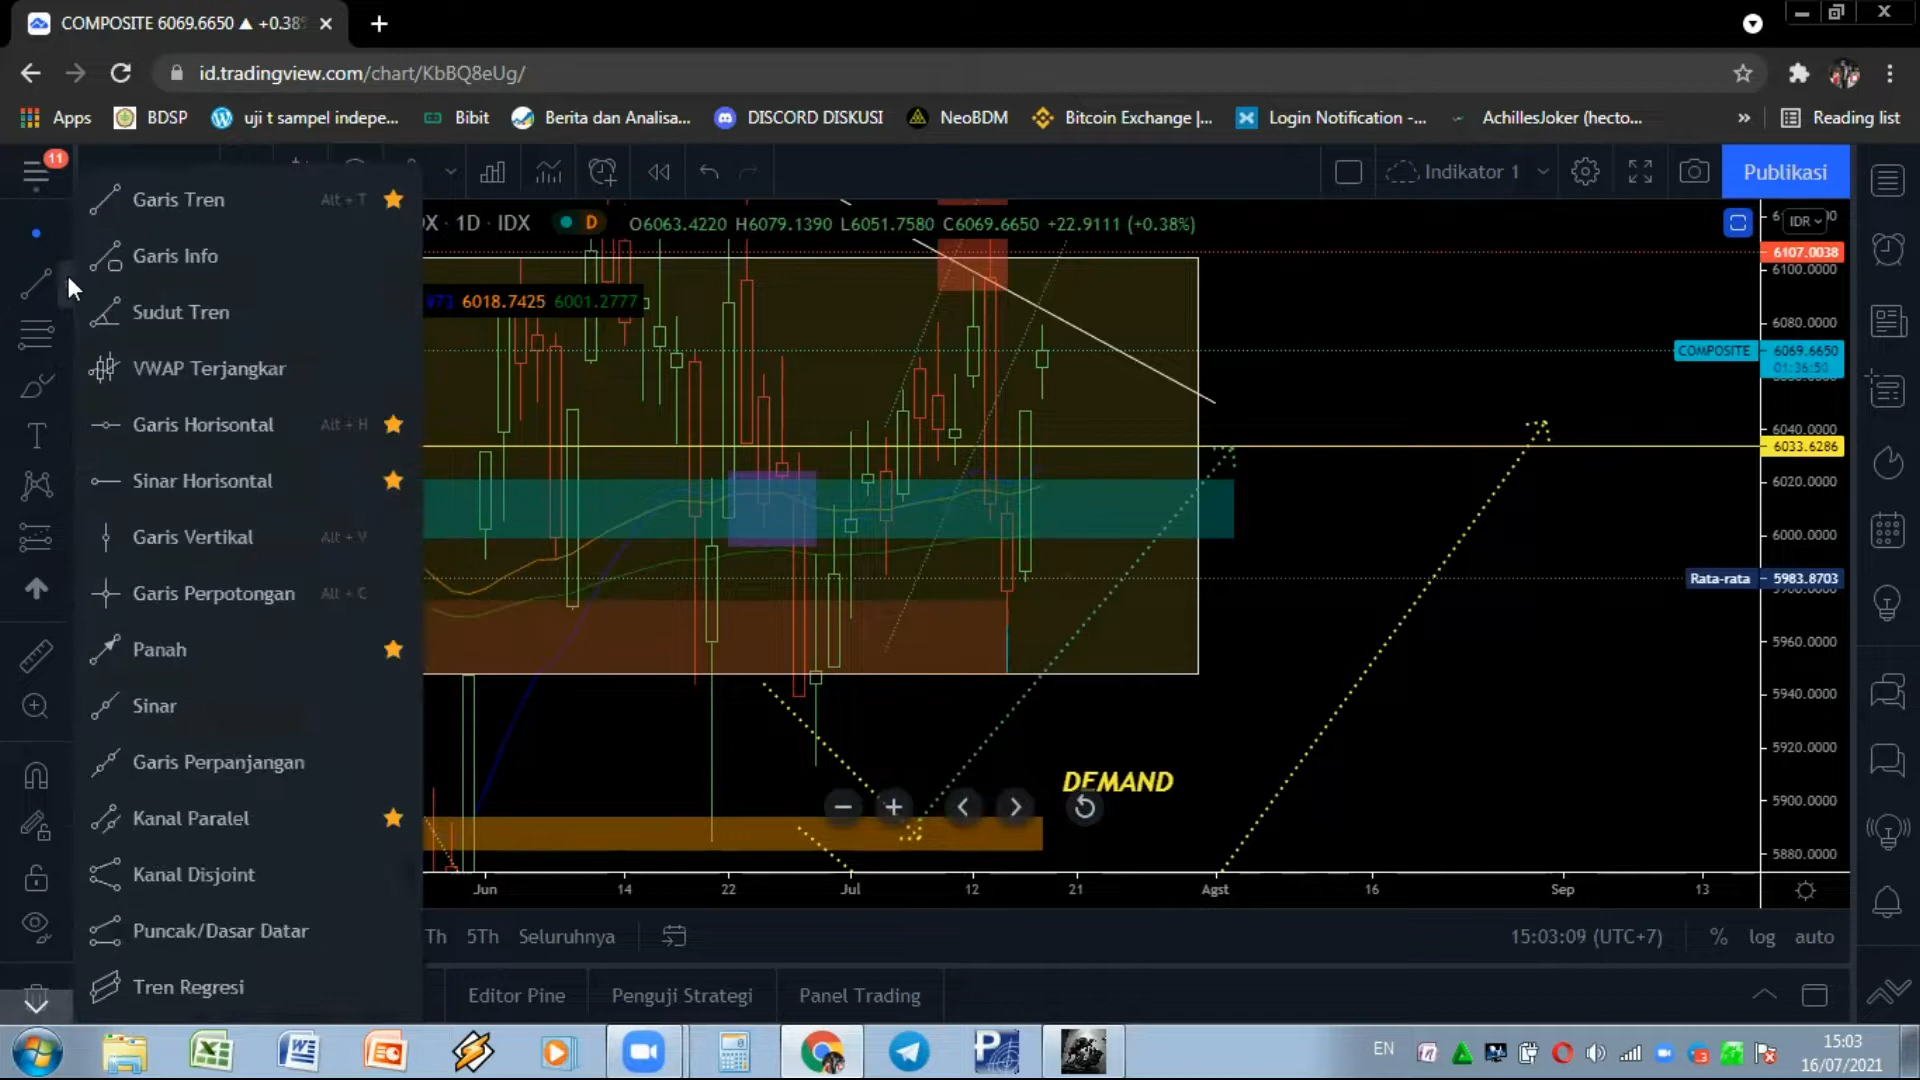 COMPOSITE 6069.6650 ▲ +0.38
id.tradingview.com/chart/KbBQ8eUg/
Apps BDSP uji t sampel indepe... Bibit Berita dan Analisa... DISCORD DISKUSI NeoBDM Bitcoin Exchange |... Login Notification -... AchillesJoker (hecto... » Reading list
11
Indikator 1
Publikasi
Garis Tren Alt + T
Garis Info
Sudut Tren
VWAP Terjangkar
Garis Horisontal Alt + H
Sinar Horisontal
Garis Vertikal Alt + V
Garis Perpotongan Alt + C
Panah
Sinar
Garis Perpanjangan
Kanal Paralel
Kanal Disjoint
Puncak/Dasar Datar
Tren Regresi
X · 1D · IDX D O6063.4220 H6079.1390 L6051.7580 C6069.6650 +22.9111 (+0.38%)
6018.7425 6001.2777
IDR
6107.0038
6100.0000
6080.0000
COMPOSITE 6069.6650
01:36:50
6040.0000
6033.6286
6020.0000
6000.0000
Rata-rata 5983.8703
5960.0000
5940.0000
5920.0000
5900.0000
5880.0000
DEMAND
Jun 14 22 Jul 12 21 Agst 16 Sep 13
Th 5Th Seluruhnya
15:03:09 (UTC+7) % log auto
Editor Pine Penguji Strategi Panel Trading
EN
15:03
16/07/2021